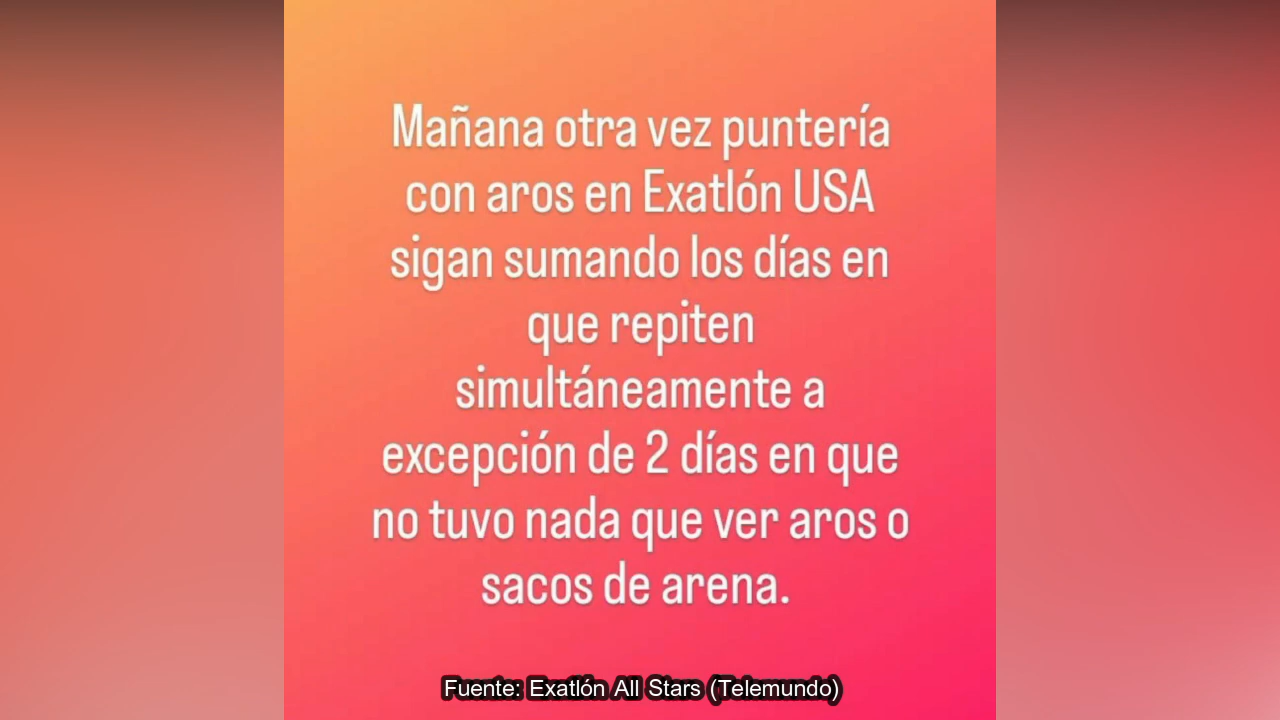 Mañana otra vez puntería
con aros en Exatlón USA
sigan sumando los días en
que repiten
simultáneamente a
excepción de 2 días en que
no tuvo nada que ver aros o
sacos de arena.
Fuente: Exatlón All Stars (Telemundo)